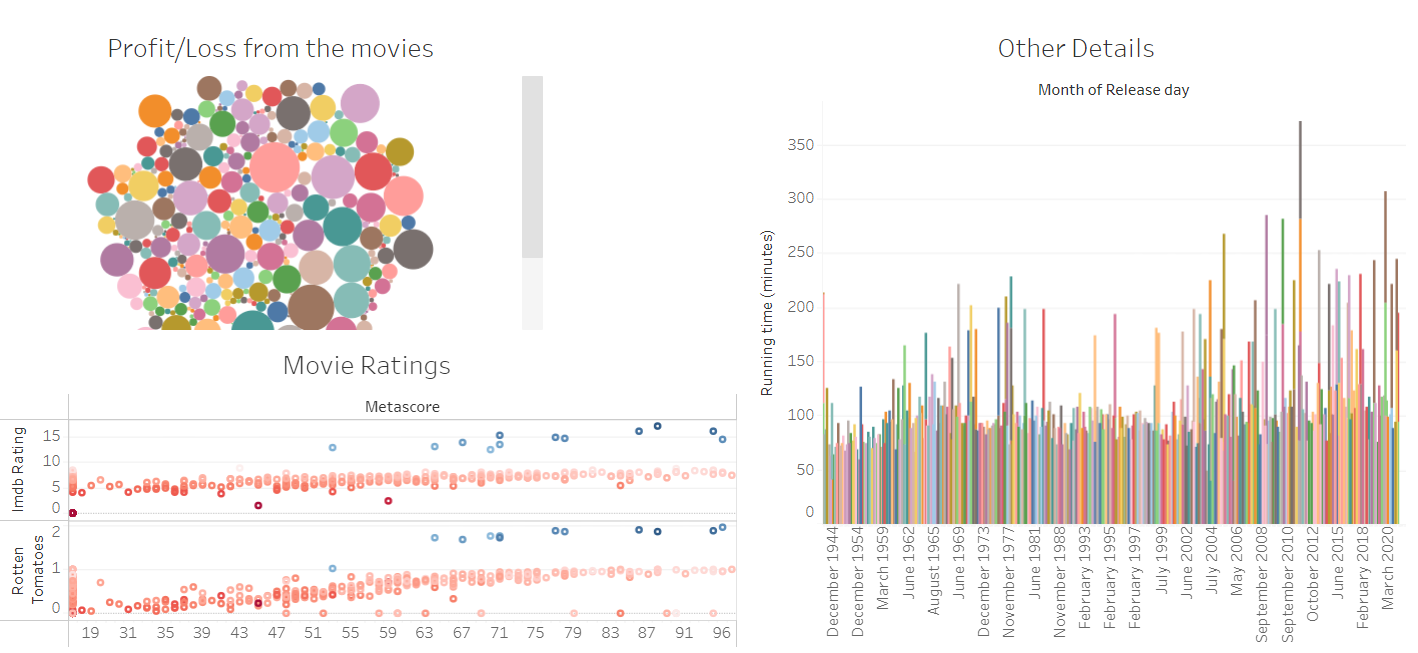 Profit/Loss from the movies
Movie Ratings
Metascore
Imdb Rating
15
10
5
0
Rotten
Tomatoes
2
1
0
19 31 35 39 43 47 51 55 59 63 67 71 75 79 83 87 91 96
Other Details
Month of Release day
Running time (minutes)
350
300
250
200
150
100
50
0
December 1944
December 1954
March 1959
June 1962
August 1965
June 1969
December 1973
November 1977
June 1981
November 1988
February 1993
February 1995
February 1997
July 1999
June 2002
July 2004
May 2006
September 2008
September 2010
October 2012
June 2015
February 2018
March 2020